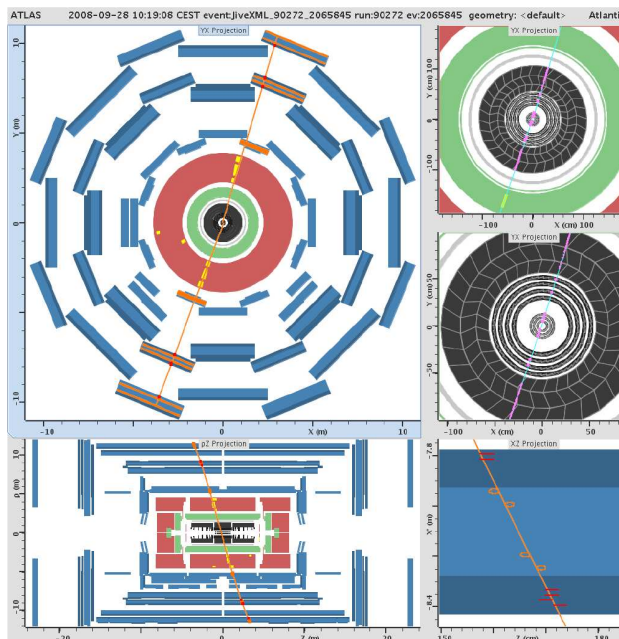 ATLAS 2008-09-28 10:19:08 CEST event:JiveXML_90272_2065845 run:90272 ev:2065845 geometry: <default> Atlanti
YX Projection
10
Y (m)
0
-10
-10 0 X (m) 10
YX Projection
100
Y (cm)
0
-100
-100 0 X (cm) 100
YX Projection
50
Y (cm)
0
-50
-100 -50 0 X (cm) 50
ρZ Projection
10
ρ (m)
0
-10
-20 0 Z (m) 20
XZ Projection
-7.8
X (m)
-8.4
150 Z (cm) 180